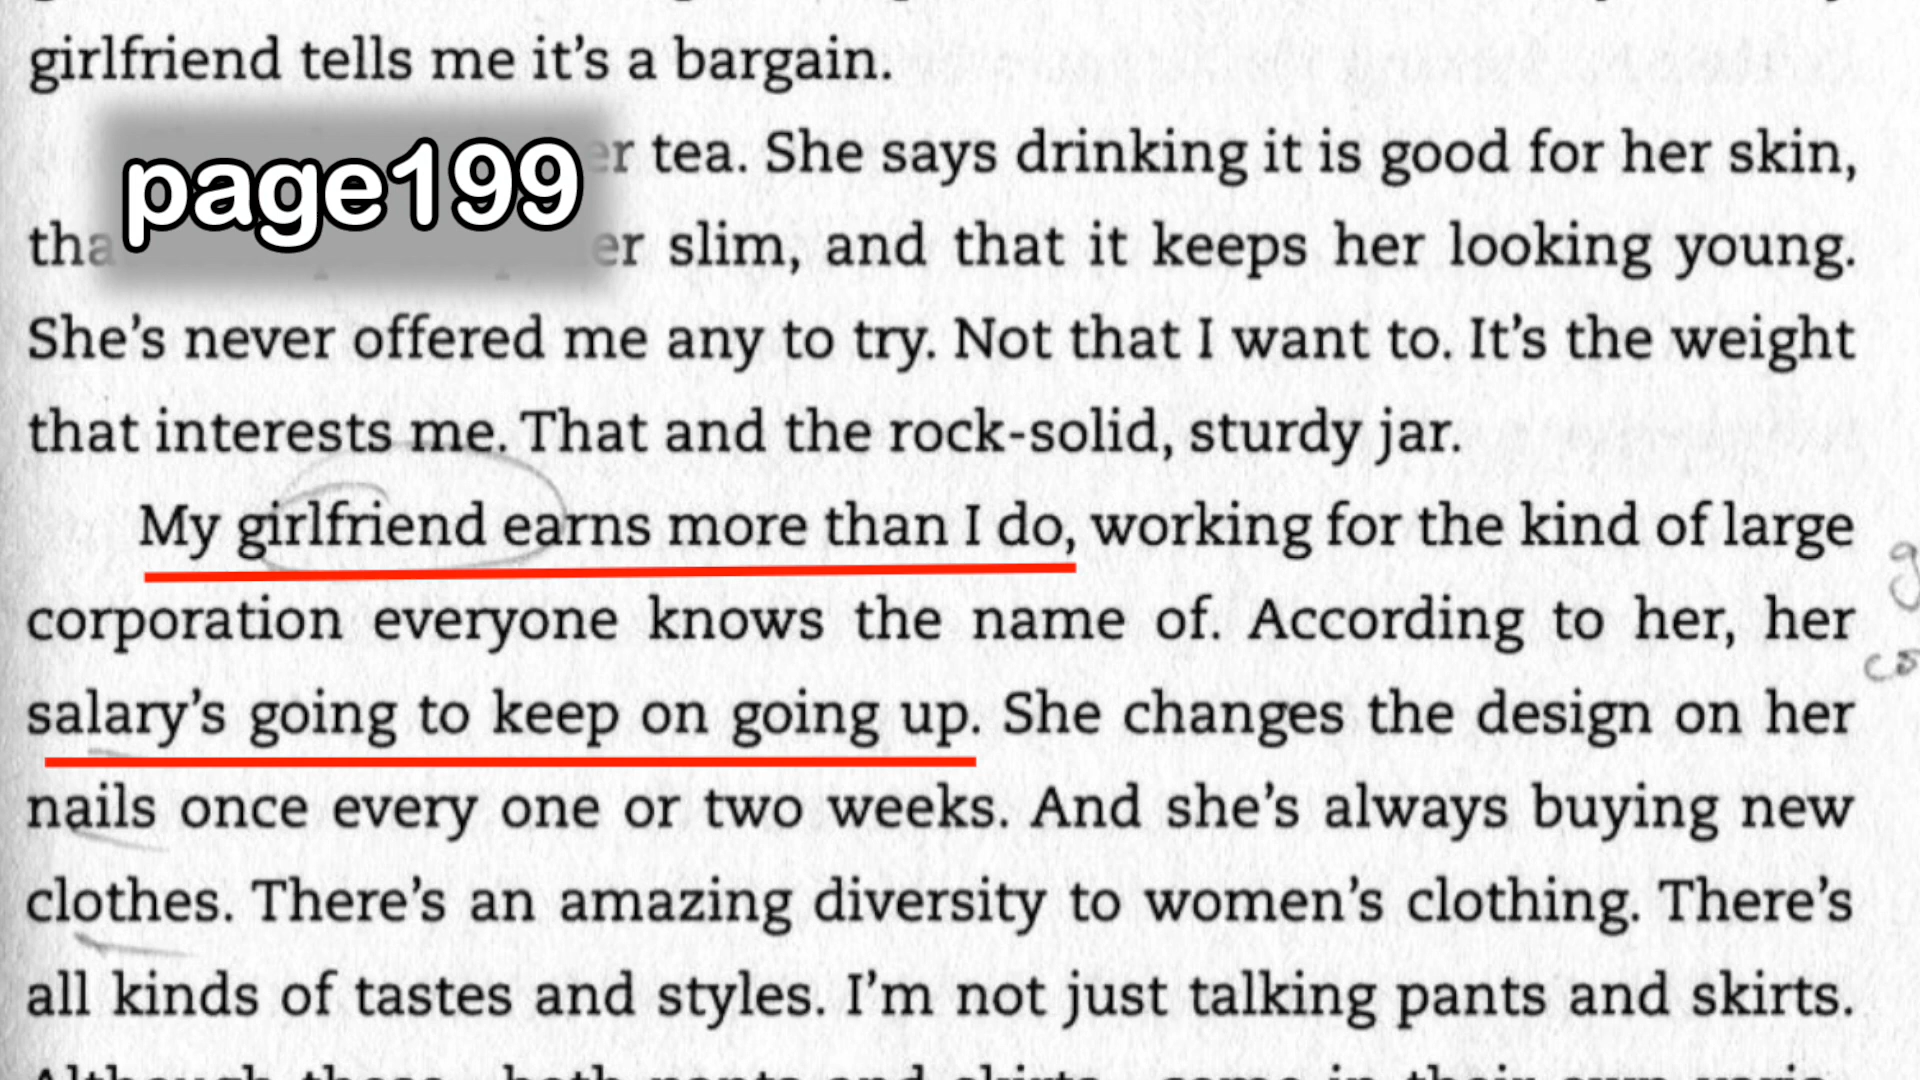 girlfriend tells me it's a bargain.
page199
tea. She says drinking it is good for her skin,
slim, and that it keeps her looking young.
She's never offered me any to try. Not that I want to. It's the weight
that interests me. That and the rock-solid, sturdy jar.
My girlfriend earns more than I do, working for the kind of large
corporation everyone knows the name of. According to her, her
salary's going to keep on going up. She changes the design on her
nails once every one or two weeks. And she's always buying new
clothes. There's an amazing diversity to women's clothing. There's
all kinds of tastes and styles. I'm not just talking pants and skirts.